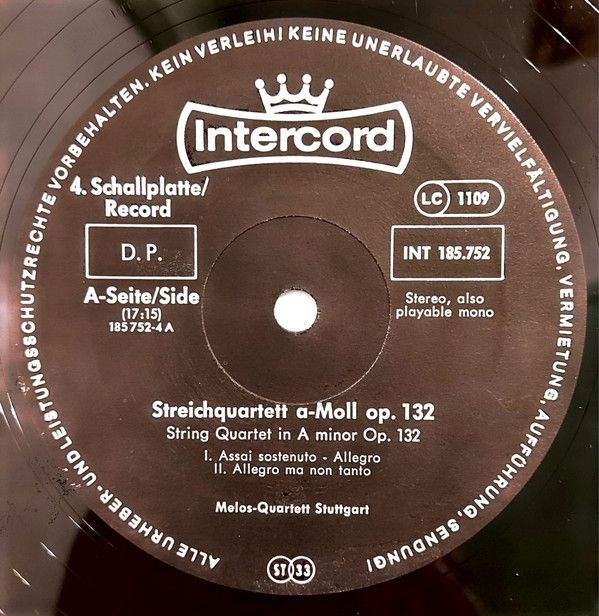 ALLE URHEBER- UND LEISTUNGSSCHUTZRECHTE VORBEHALTEN. KEIN VERLEIH! KEINE UNERLAUBTE VERVIELFÄLTIGUNG, VERMIETUNG, AUFFÜHRUNG, SENDUNG!
Intercord
4. Schallplatte/
Record
LC 1109
D.P.
INT 185.752
A-Seite/Side
(17:15)
185 752-4 A
Stereo, also
playable mono
Streichquartett a-Moll op. 132
String Quartet in A minor Op. 132
I. Assai sostenuto - Allegro
II. Allegro ma non tanto
Melos-Quartett Stuttgart
ST 33